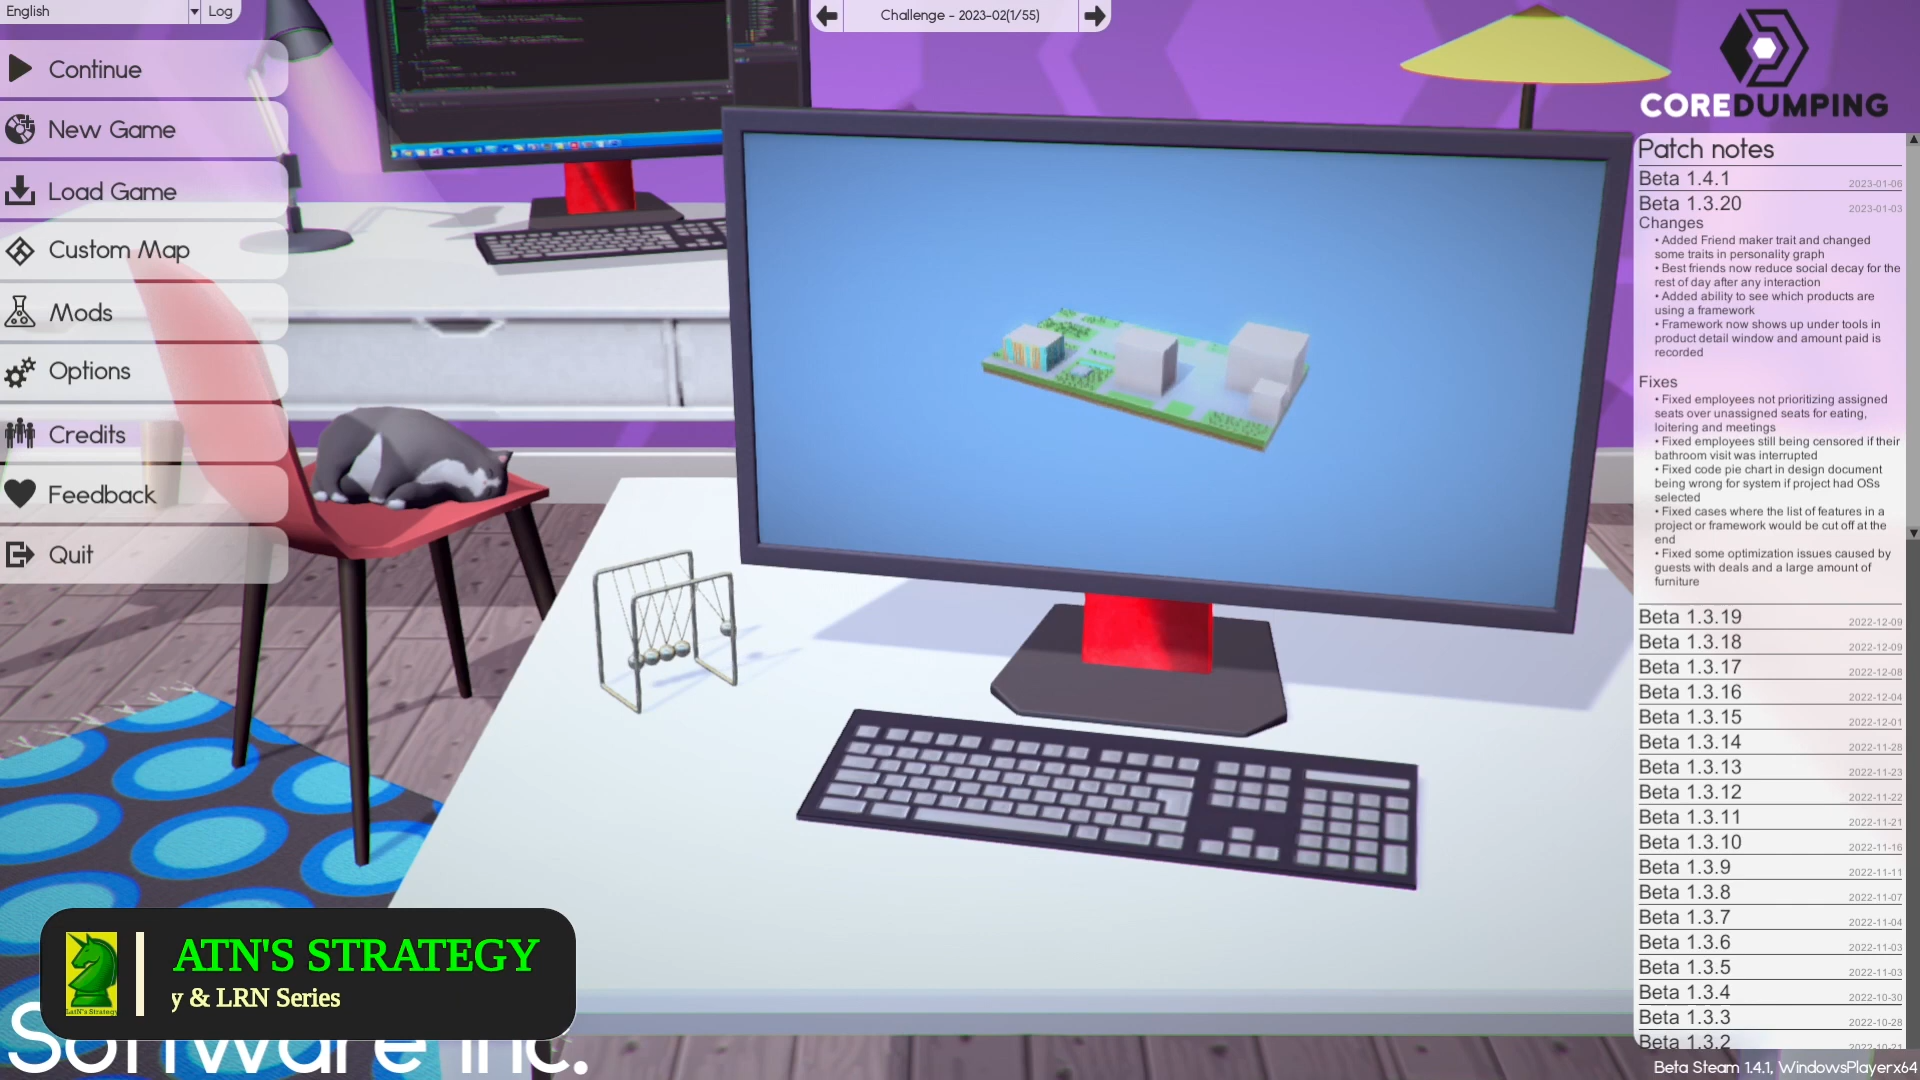 English
Log
Challenge - 2023-02(1/55)
Continue
New Game
Load Game
Custom Map
Mods
Options
Credits
Feedback
Quit
COREDUMPING
Patch notes
Beta 1.4.1 2023-01-06
Beta 1.3.20 2023-01-03
Changes
• Added Friend maker trait and changed
some traits in personality graph
• Best friends now reduce social decay for the
rest of day after any interaction
• Added ability to see which products are
using a framework
• Framework now shows up under tools in
product detail window and amount paid is
recorded
Fixes
• Fixed employees not prioritizing assigned
seats over unassigned seats for eating,
loitering and meetings
• Fixed employees still being censored if their
bathroom visit was interrupted
• Fixed code pie chart in design document
being wrong for system if project had OSs
selected
• Fixed cases where the list of features in a
project or framework would be cut off at the
end
• Fixed some optimization issues caused by
guests with deals and a large amount of
furniture
Beta 1.3.19 2022-12-09
Beta 1.3.18 2022-12-09
Beta 1.3.17 2022-12-08
Beta 1.3.16 2022-12-04
Beta 1.3.15 2022-12-01
Beta 1.3.14 2022-11-28
Beta 1.3.13 2022-11-23
Beta 1.3.12 2022-11-22
Beta 1.3.11 2022-11-21
Beta 1.3.10 2022-11-16
Beta 1.3.9 2022-11-11
Beta 1.3.8 2022-11-07
Beta 1.3.7 2022-11-04
Beta 1.3.6 2022-11-03
Beta 1.3.5 2022-11-03
Beta 1.3.4 2022-10-30
Beta 1.3.3 2022-10-28
Beta 1.3.2 2022-10-21
ATN'S STRATEGY
y & LRN Series
LatN's Strategy
Software Inc.
Beta Steam 1.4.1, WindowsPlayerx64